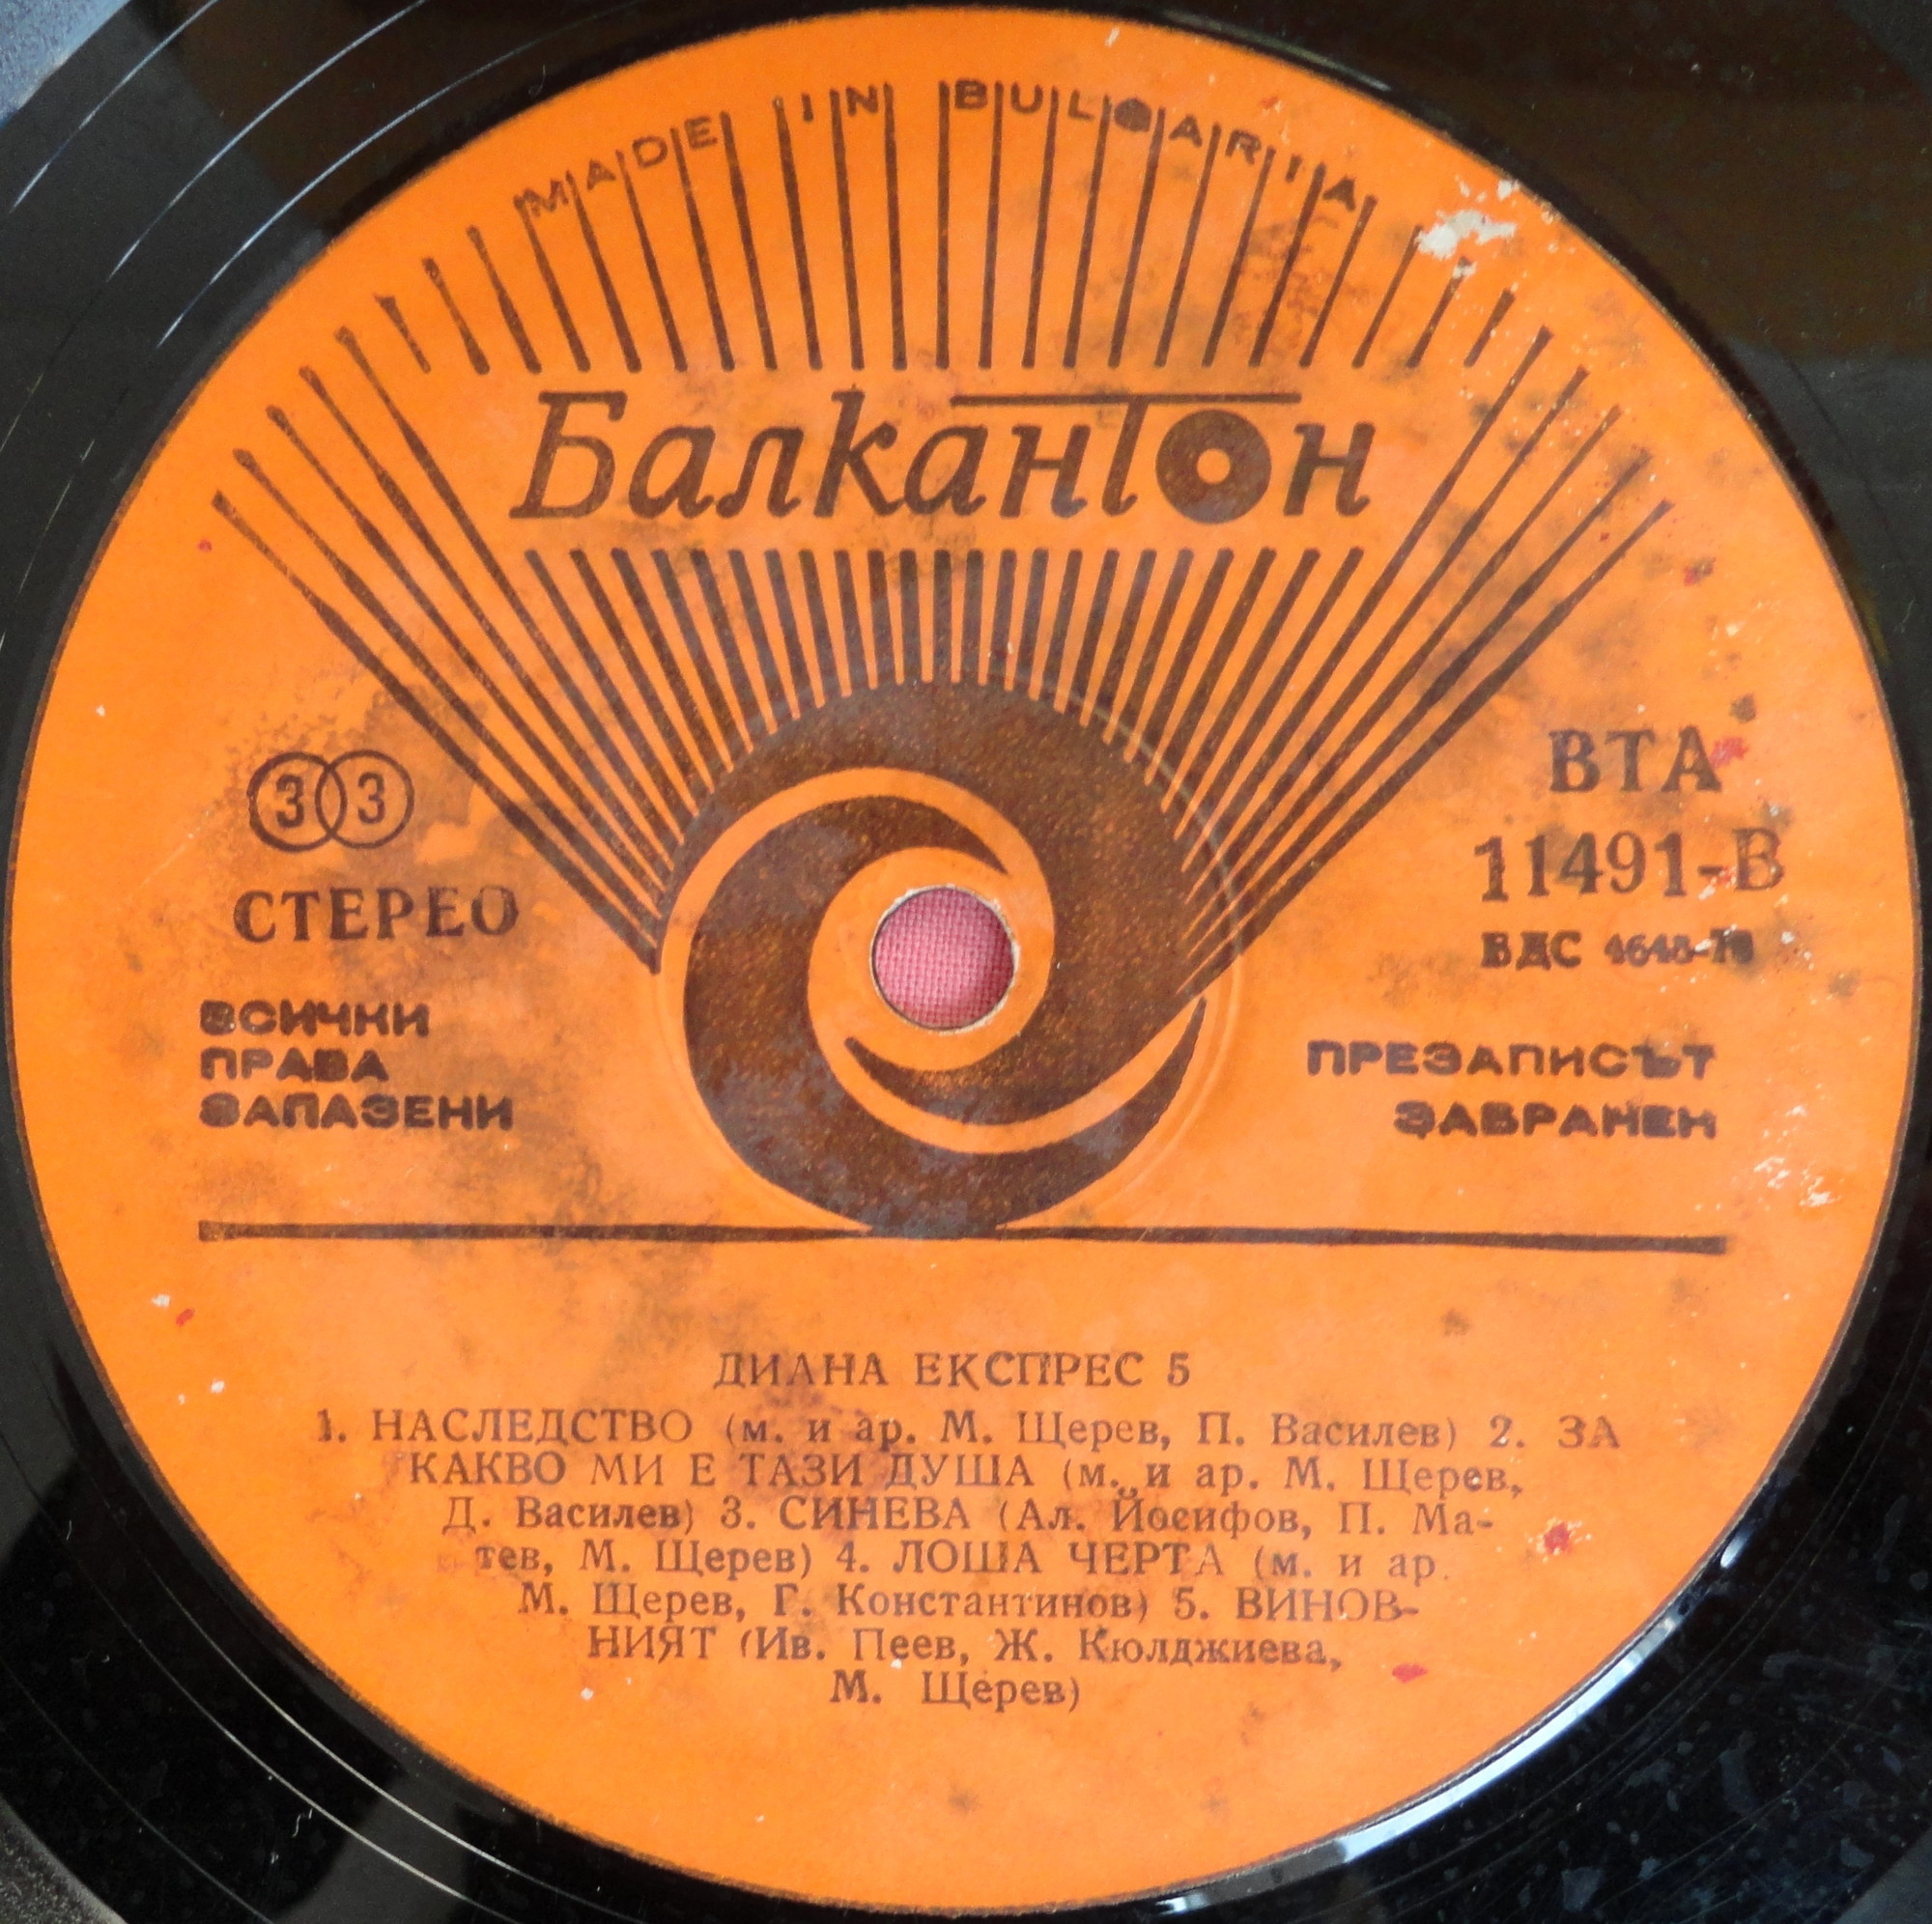 MADE IN BULGARIA
Балкантон
33
СТЕРЕО
ВСИЧКИ
ПРАВА
ЗАПАЗЕНИ
ВТА
11491-В
БДС
ПРЕЗАПИСЪТ
ЗАБРАНЕН
ДИАНА ЕКСПРЕС 5
1. НАСЛЕДСТВО (м. и ар. М. Щерев, П. Василев) 2. ЗА
КАКВО МИ Е ТАЗИ ДУША (м. и ар. М. Щерев,
Д. Василев) 3. СИНЕВА (Ал. Йосифов, П. Ма-
тев, М. Щерев) 4. ЛОША ЧЕРТА (м. и ар.
М. Щерев, Г. Константинов) 5. ВИНОВ-
НИЯТ (Ив. Пеев, Ж. Кюлджиева,
М. Щерев)